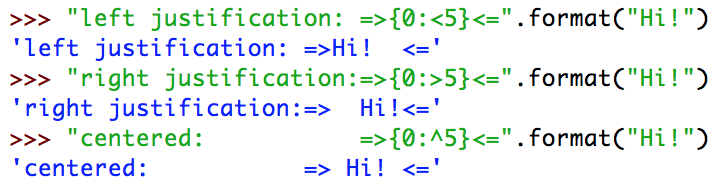 >>> "left justification: =>{0:<5}<=".format("Hi!")
'left justification: =>Hi!  <='
>>> "right justification:=>{0:>5}<=".format("Hi!")
'right justification:=>  Hi!<='
>>> "centered:           =>{0:^5}<=".format("Hi!")
'centered:           => Hi! <='